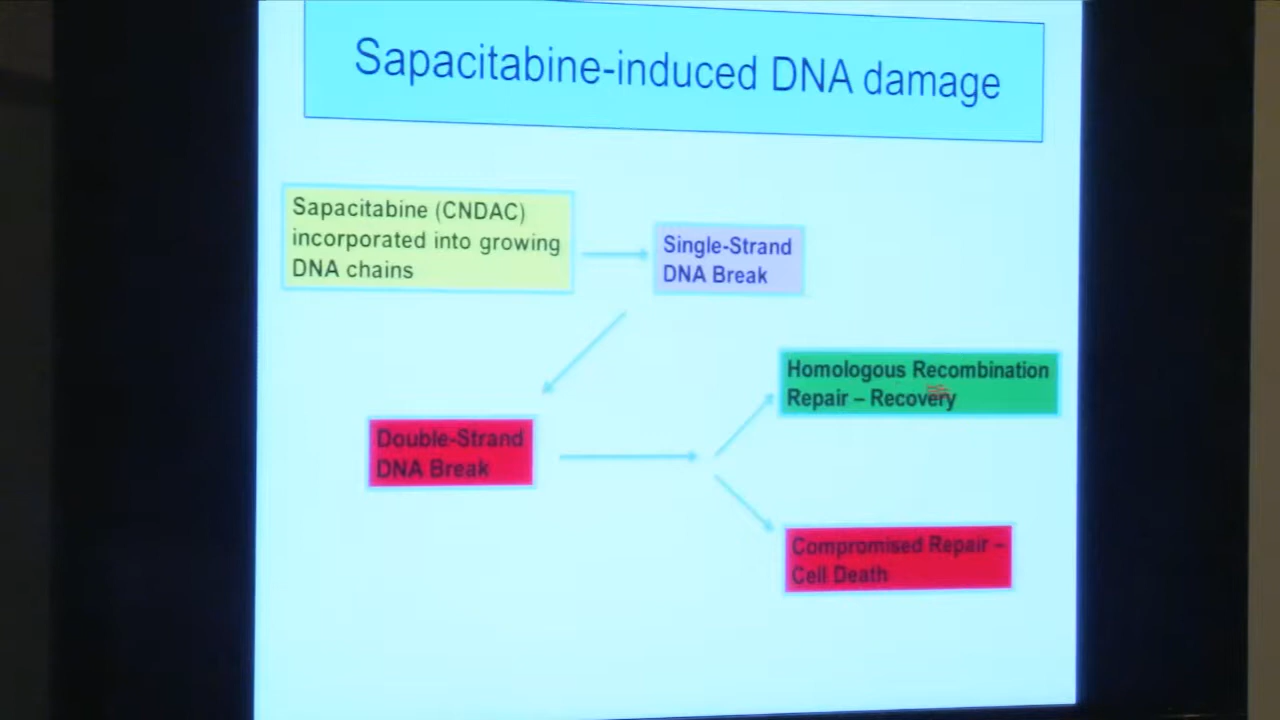 Sapacitabine-induced DNA damage
Sapacitabine (CNDAC)
incorporated into growing
DNA chains
Single-Strand
DNA Break
Homologous Recombination
Repair – Recovery
Double-Strand
DNA Break
Compromised Repair –
Cell Death